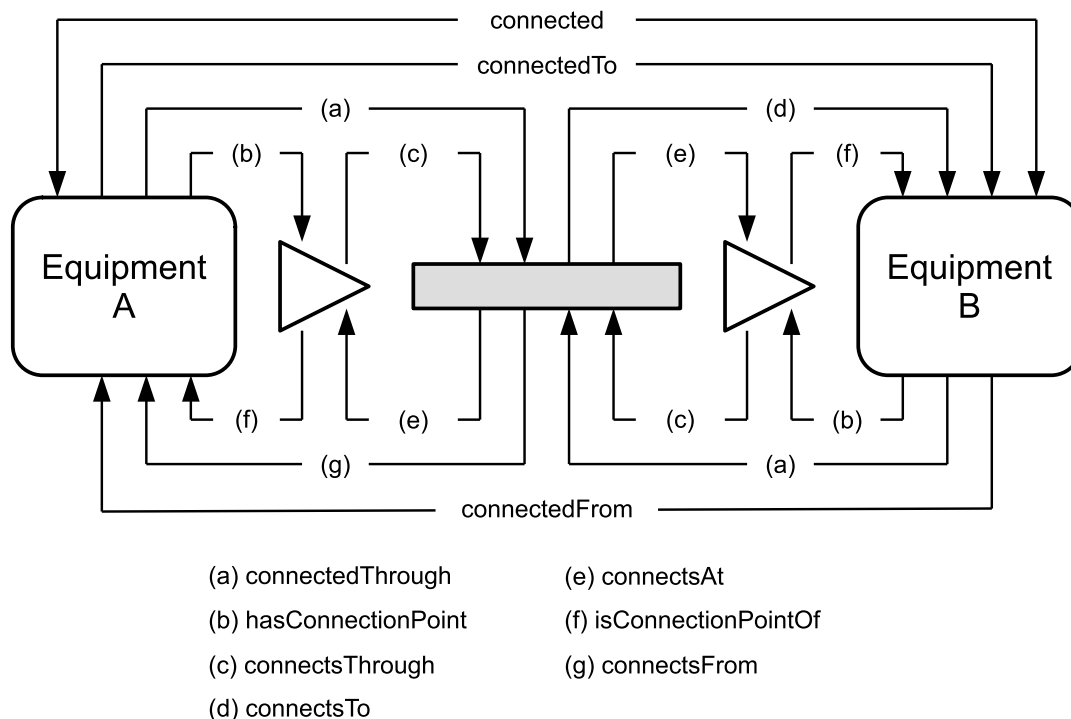 connected
connectedTo
(a)
(d)
(b)
(c)
(e)
(f)
Equipment
A
Equipment
B
(f)
(e)
(c)
(b)
(g)
(a)
connectedFrom
(a) connectedThrough
(b) hasConnectionPoint
(c) connectsThrough
(d) connectsTo
(e) connectsAt
(f) isConnectionPointOf
(g) connectsFrom